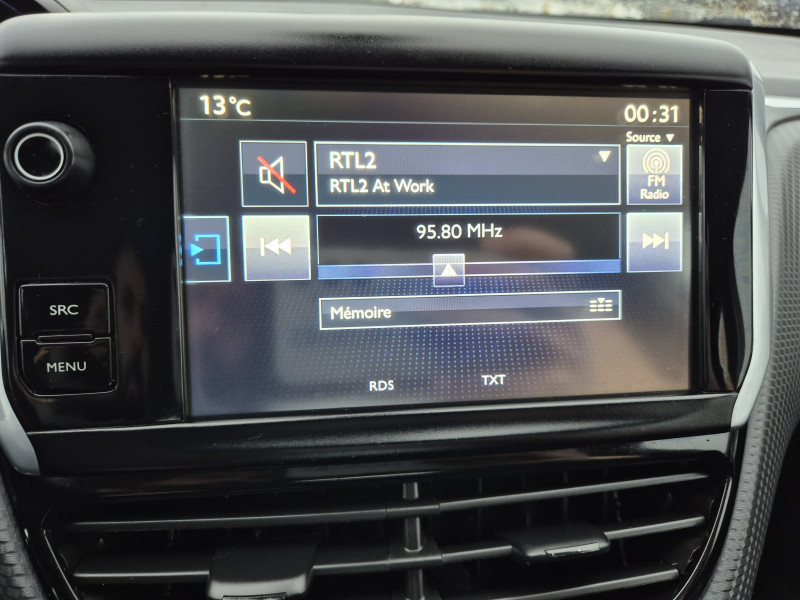 13°C
00:31
Source ▼
RTL2 ▼
RTL2 At Work
FM
Radio
95.80 MHz
Mémoire
SRC
MENU
RDS
TXT